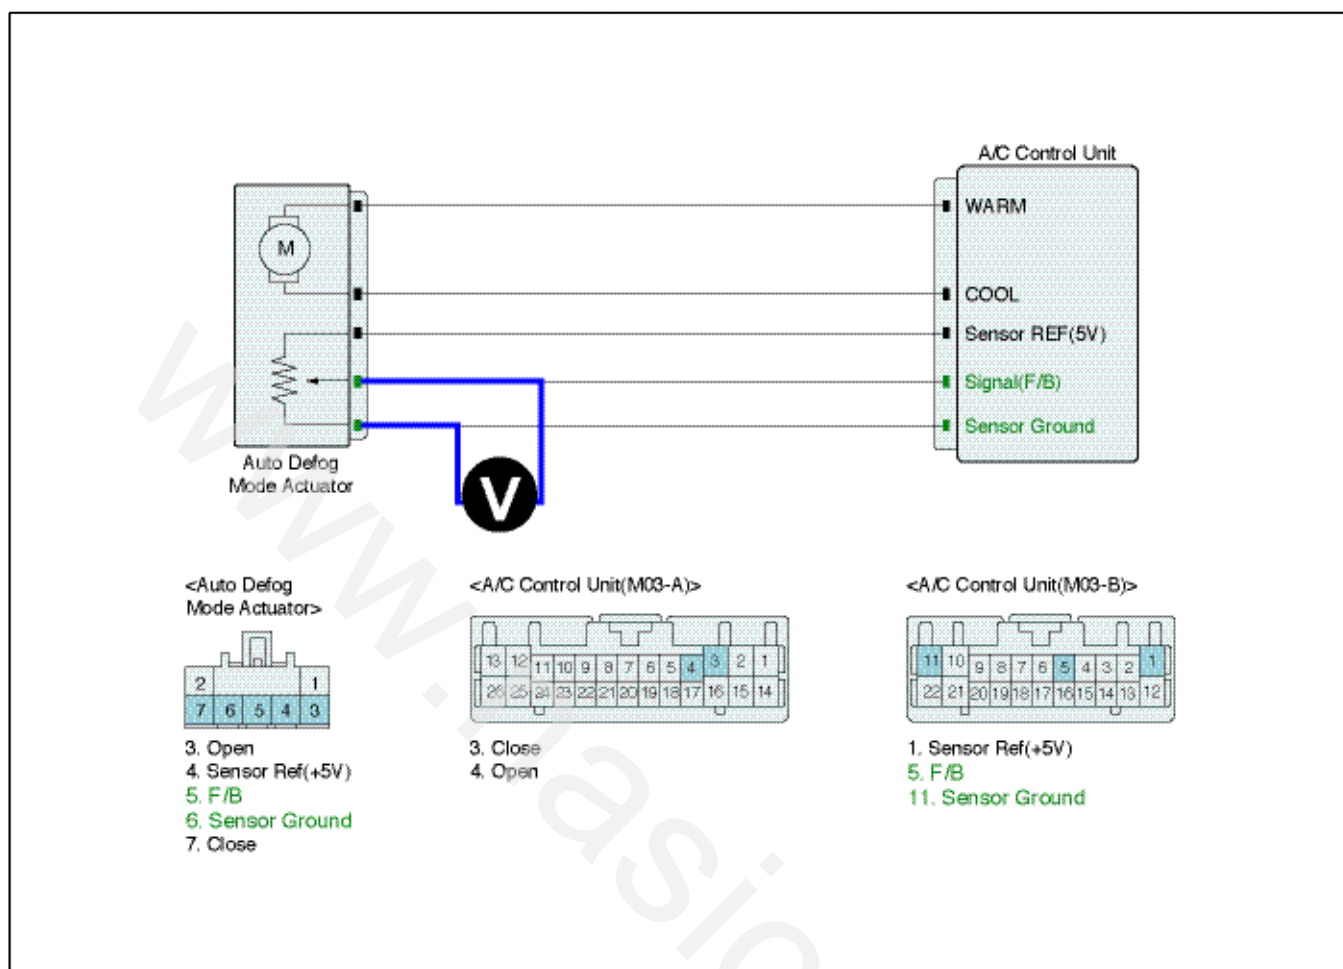 A/C Control Unit
WARM
M
COOL
Sensor REF(5V)
Signal(F/B)
Sensor Ground
Auto Defog
Mode Actuator
V
<Auto Defog
Mode Actuator>
2 1
7 6 5 4 3
3. Open
4. Sensor Ref(+5V)
5. F/B
6. Sensor Ground
7. Close
<A/C Control Unit(M03-A)>
13 12 11 10 9 8 7 6 5 4 3 2 1
26 25 24 23 22 21 20 19 18 17 16 15 14
3. Close
4. Open
<A/C Control Unit(M03-B)>
11 10 9 8 7 6 5 4 3 2 1
22 21 20 19 18 17 16 15 14 13 12
1. Sensor Ref(+5V)
5. F/B
11. Sensor Ground